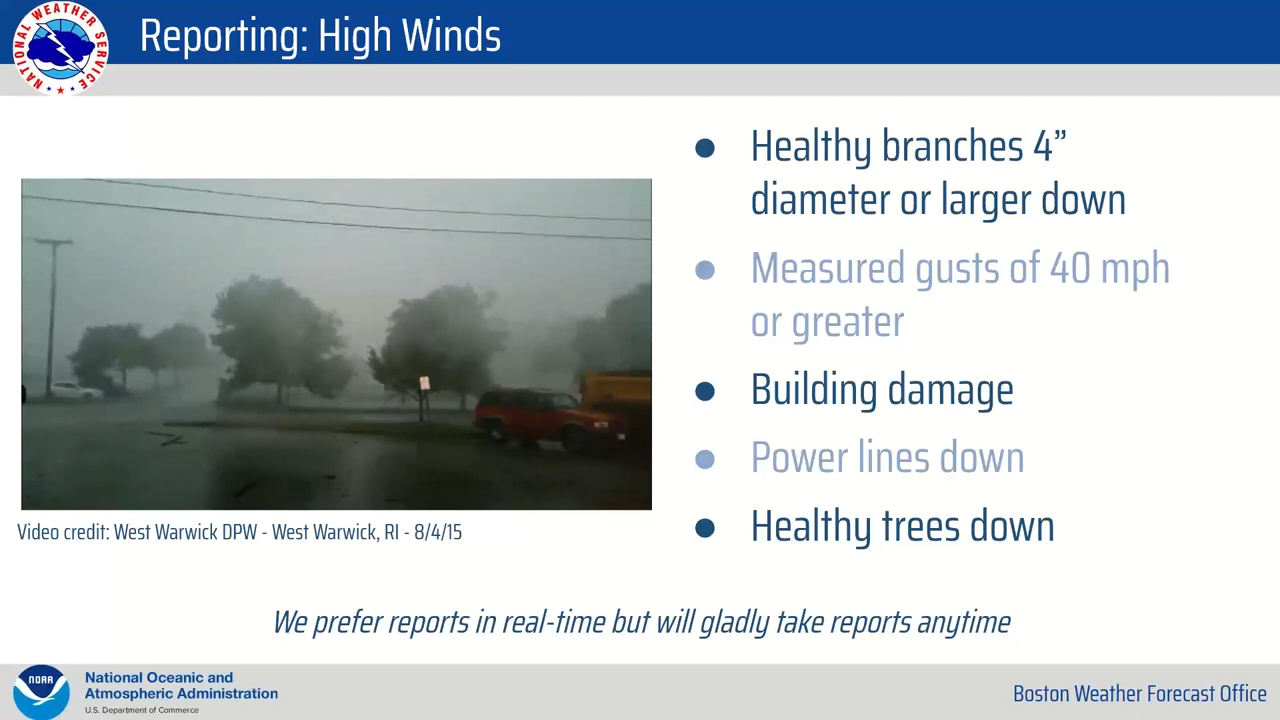 NATIONAL WEATHER SERVICE
Reporting: High Winds
● Healthy branches 4”
diameter or larger down
● Measured gusts of 40 mph
or greater
● Building damage
● Power lines down
● Healthy trees down
Video credit: West Warwick DPW - West Warwick, RI - 8/4/15
We prefer reports in real-time but will gladly take reports anytime
NOAA
National Oceanic and
Atmospheric Administration
U.S. Department of Commerce
Boston Weather Forecast Office